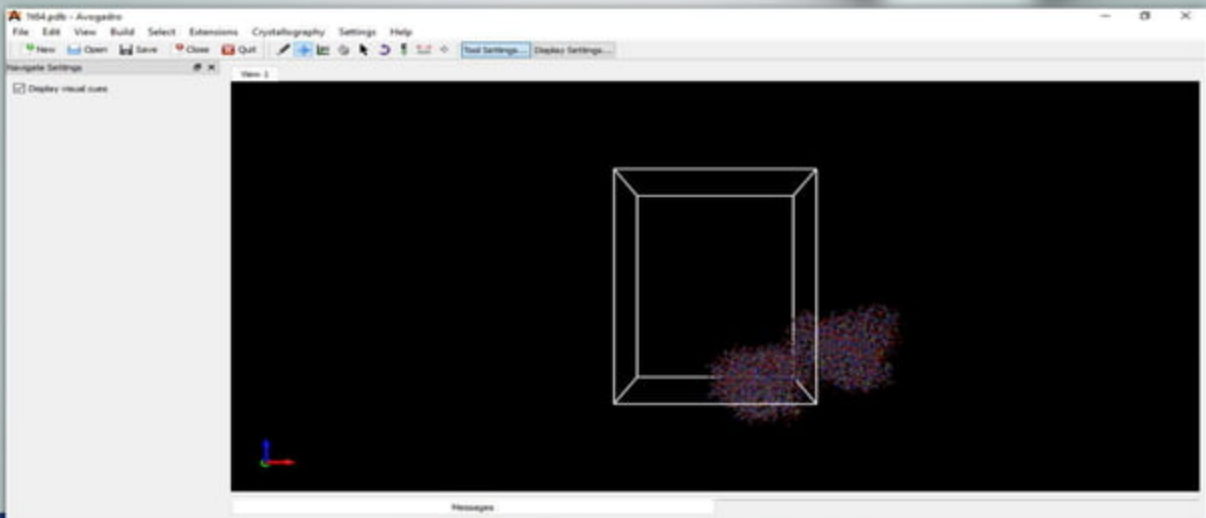 1t64.pdb - Avogadro
File Edit View Build Select Extensions Crystallography Settings Help
New Open Save Close Quit Tool Settings... Display Settings...
Navigate Settings
View 1
Display visual cues
Messages